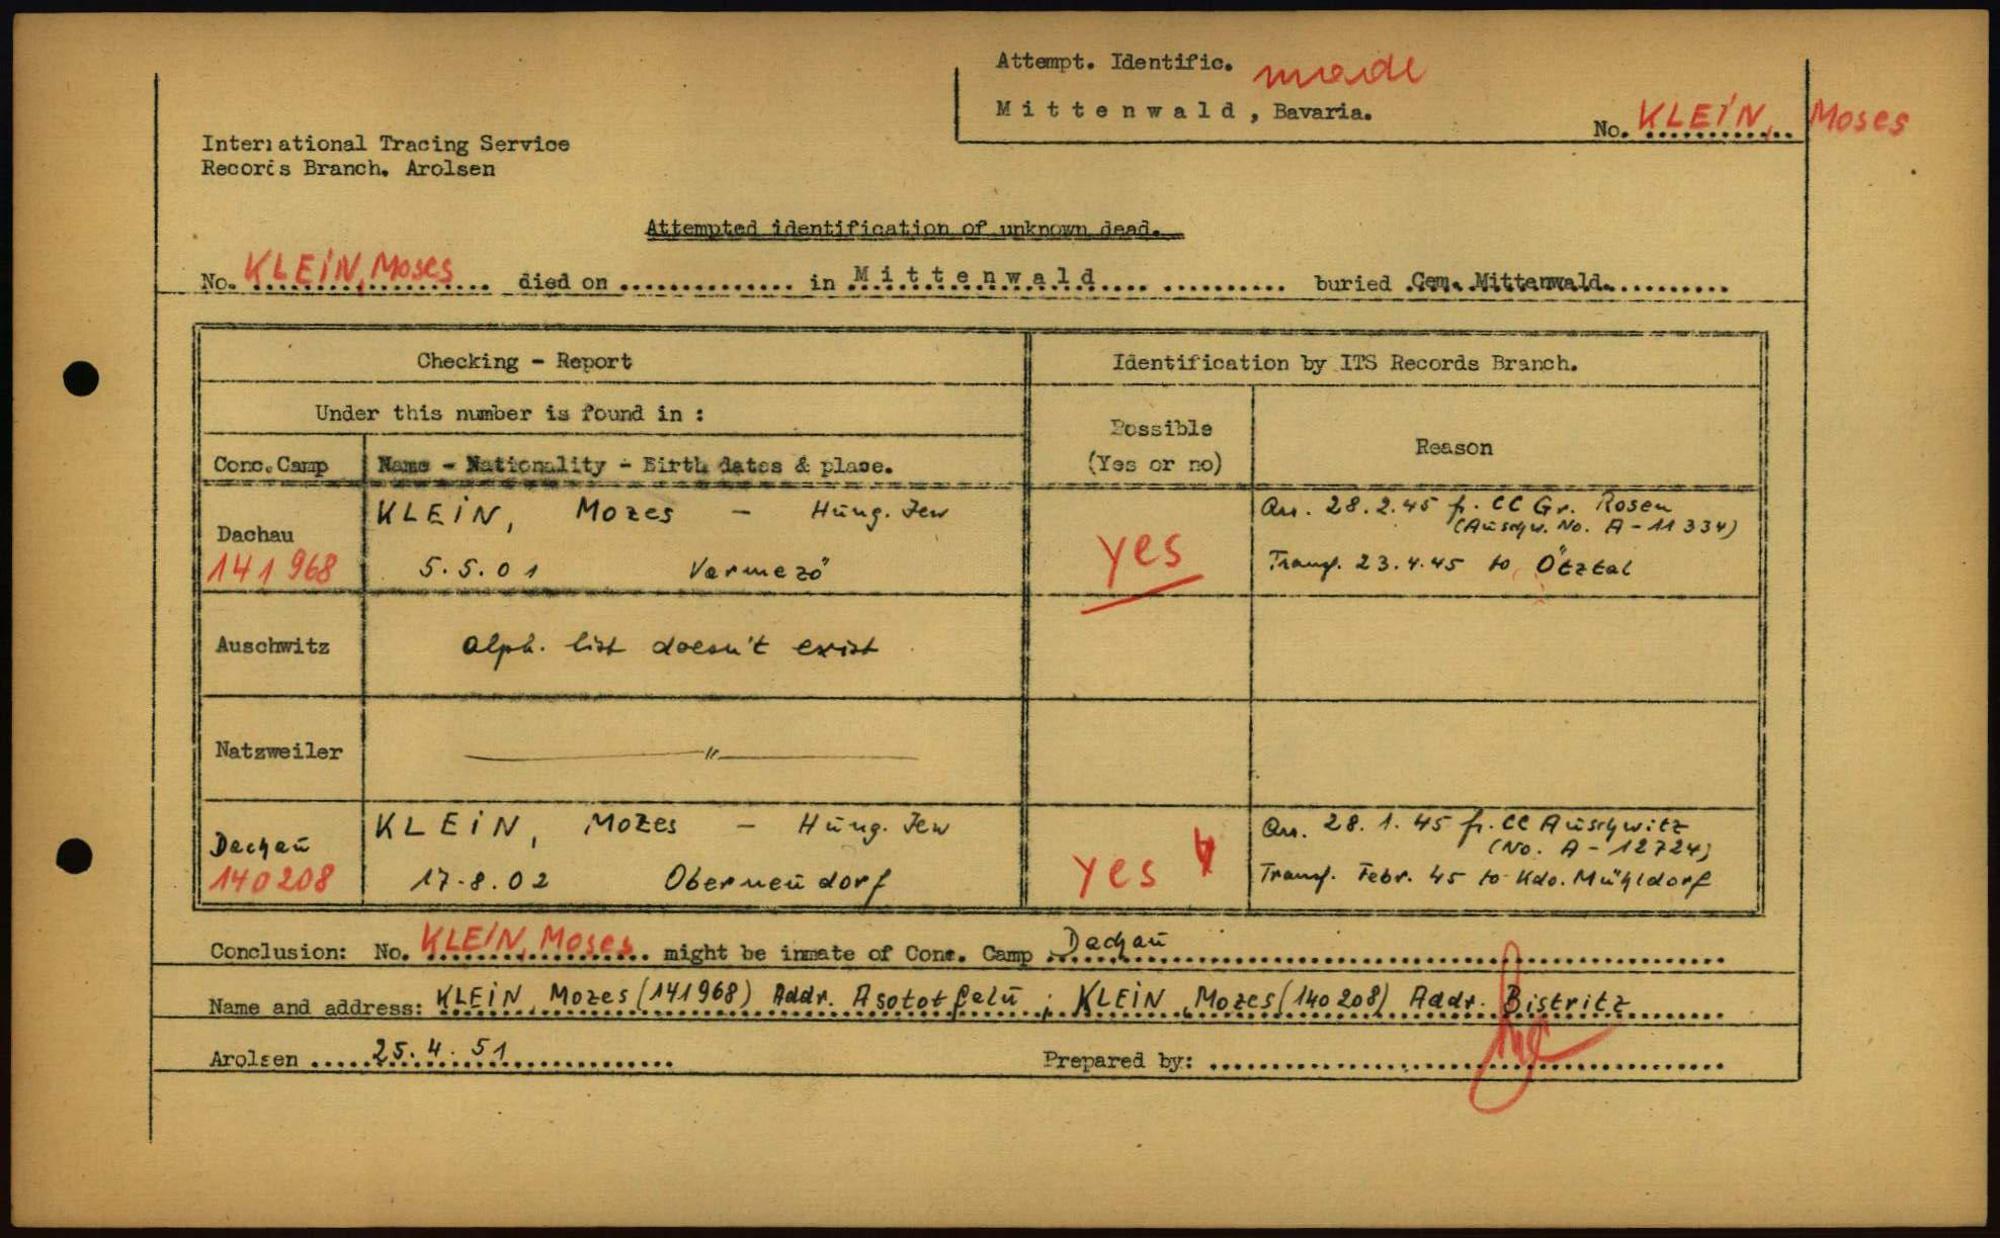 Attempt. Identific. made
Mittenwald, Bavaria.
No. KLEIN, Moses
International Tracing Service
Records Branch. Arolsen
Attempted identification of unknown dead.
No. KLEIN, Moses died on .............. in Mittenwald .... .......... buried Gem. Mittenwald..........
Checking - Report
Identification by ITS Records Branch.
Under this number is found in :
Possible
(Yes or no)
Reason
Conc. Camp
Name - Nationality - Birth dates & place.
Dachau
141968
KLEIN, Mozes - Hung. Jew
5.5.01 Vermező
yes
Arr. 28.2.45 fr. CC Gr. Rosen
(Auschw. No. A-11334)
Transf. 23.4.45 to Ötztal
Auschwitz
Alph. list doesn't exist
Natzweiler
"
Dachau
140208
KLEIN, Mozes - Hung. Jew
17.8.02 Oberneudorf
yes
Arr. 28.1.45 fr. CC Auschwitz
(No. A-12724)
Transf. Febr. 45 to Kdo. Mühldorf
Conclusion: No. KLEIN, Moses might be inmate of Conc. Camp Dachau
Name and address: KLEIN, Mozes (141968) Addr. Asototfelü ; KLEIN, Mozes (140208) Addr. Bistritz
Arolsen 25.4.51
Prepared by: